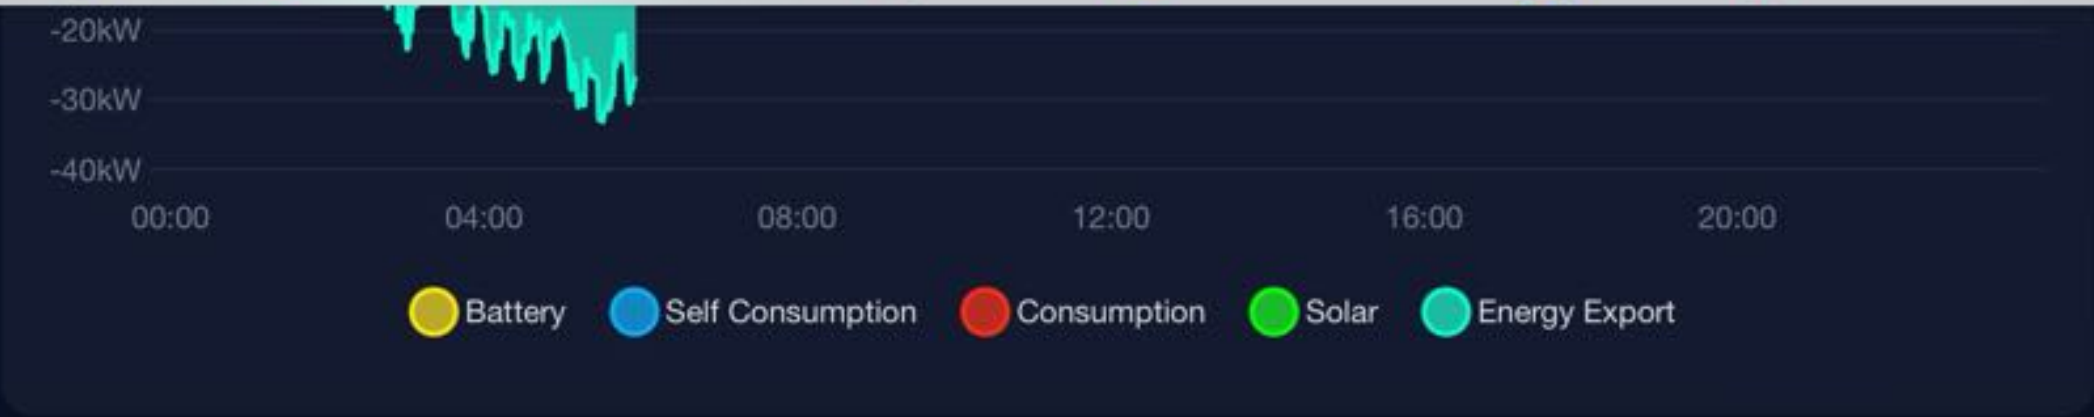 -20kW
-30kW
-40kW
00:00 04:00 08:00 12:00 16:00 20:00
Battery Self Consumption Consumption Solar Energy Export